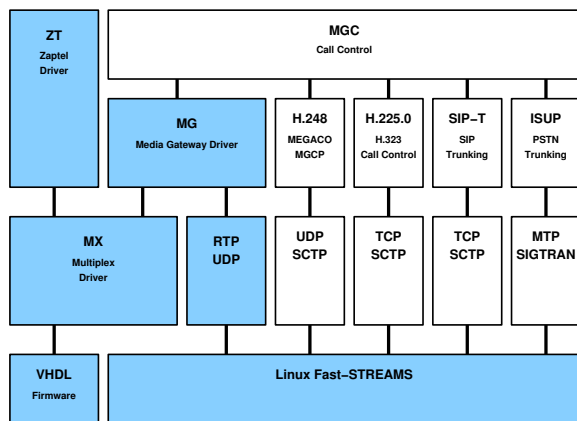 ZT
Zaptel
Driver
MGC
Call Control
MG
Media Gateway Driver
H.248
MEGACO
MGCP
H.225.0
H.323
Call Control
SIP−T
SIP
Trunking
ISUP
PSTN
Trunking
MX
Multiplex
Driver
RTP
UDP
UDP
SCTP
TCP
SCTP
TCP
SCTP
MTP
SIGTRAN
VHDL
Firmware
Linux Fast−STREAMS